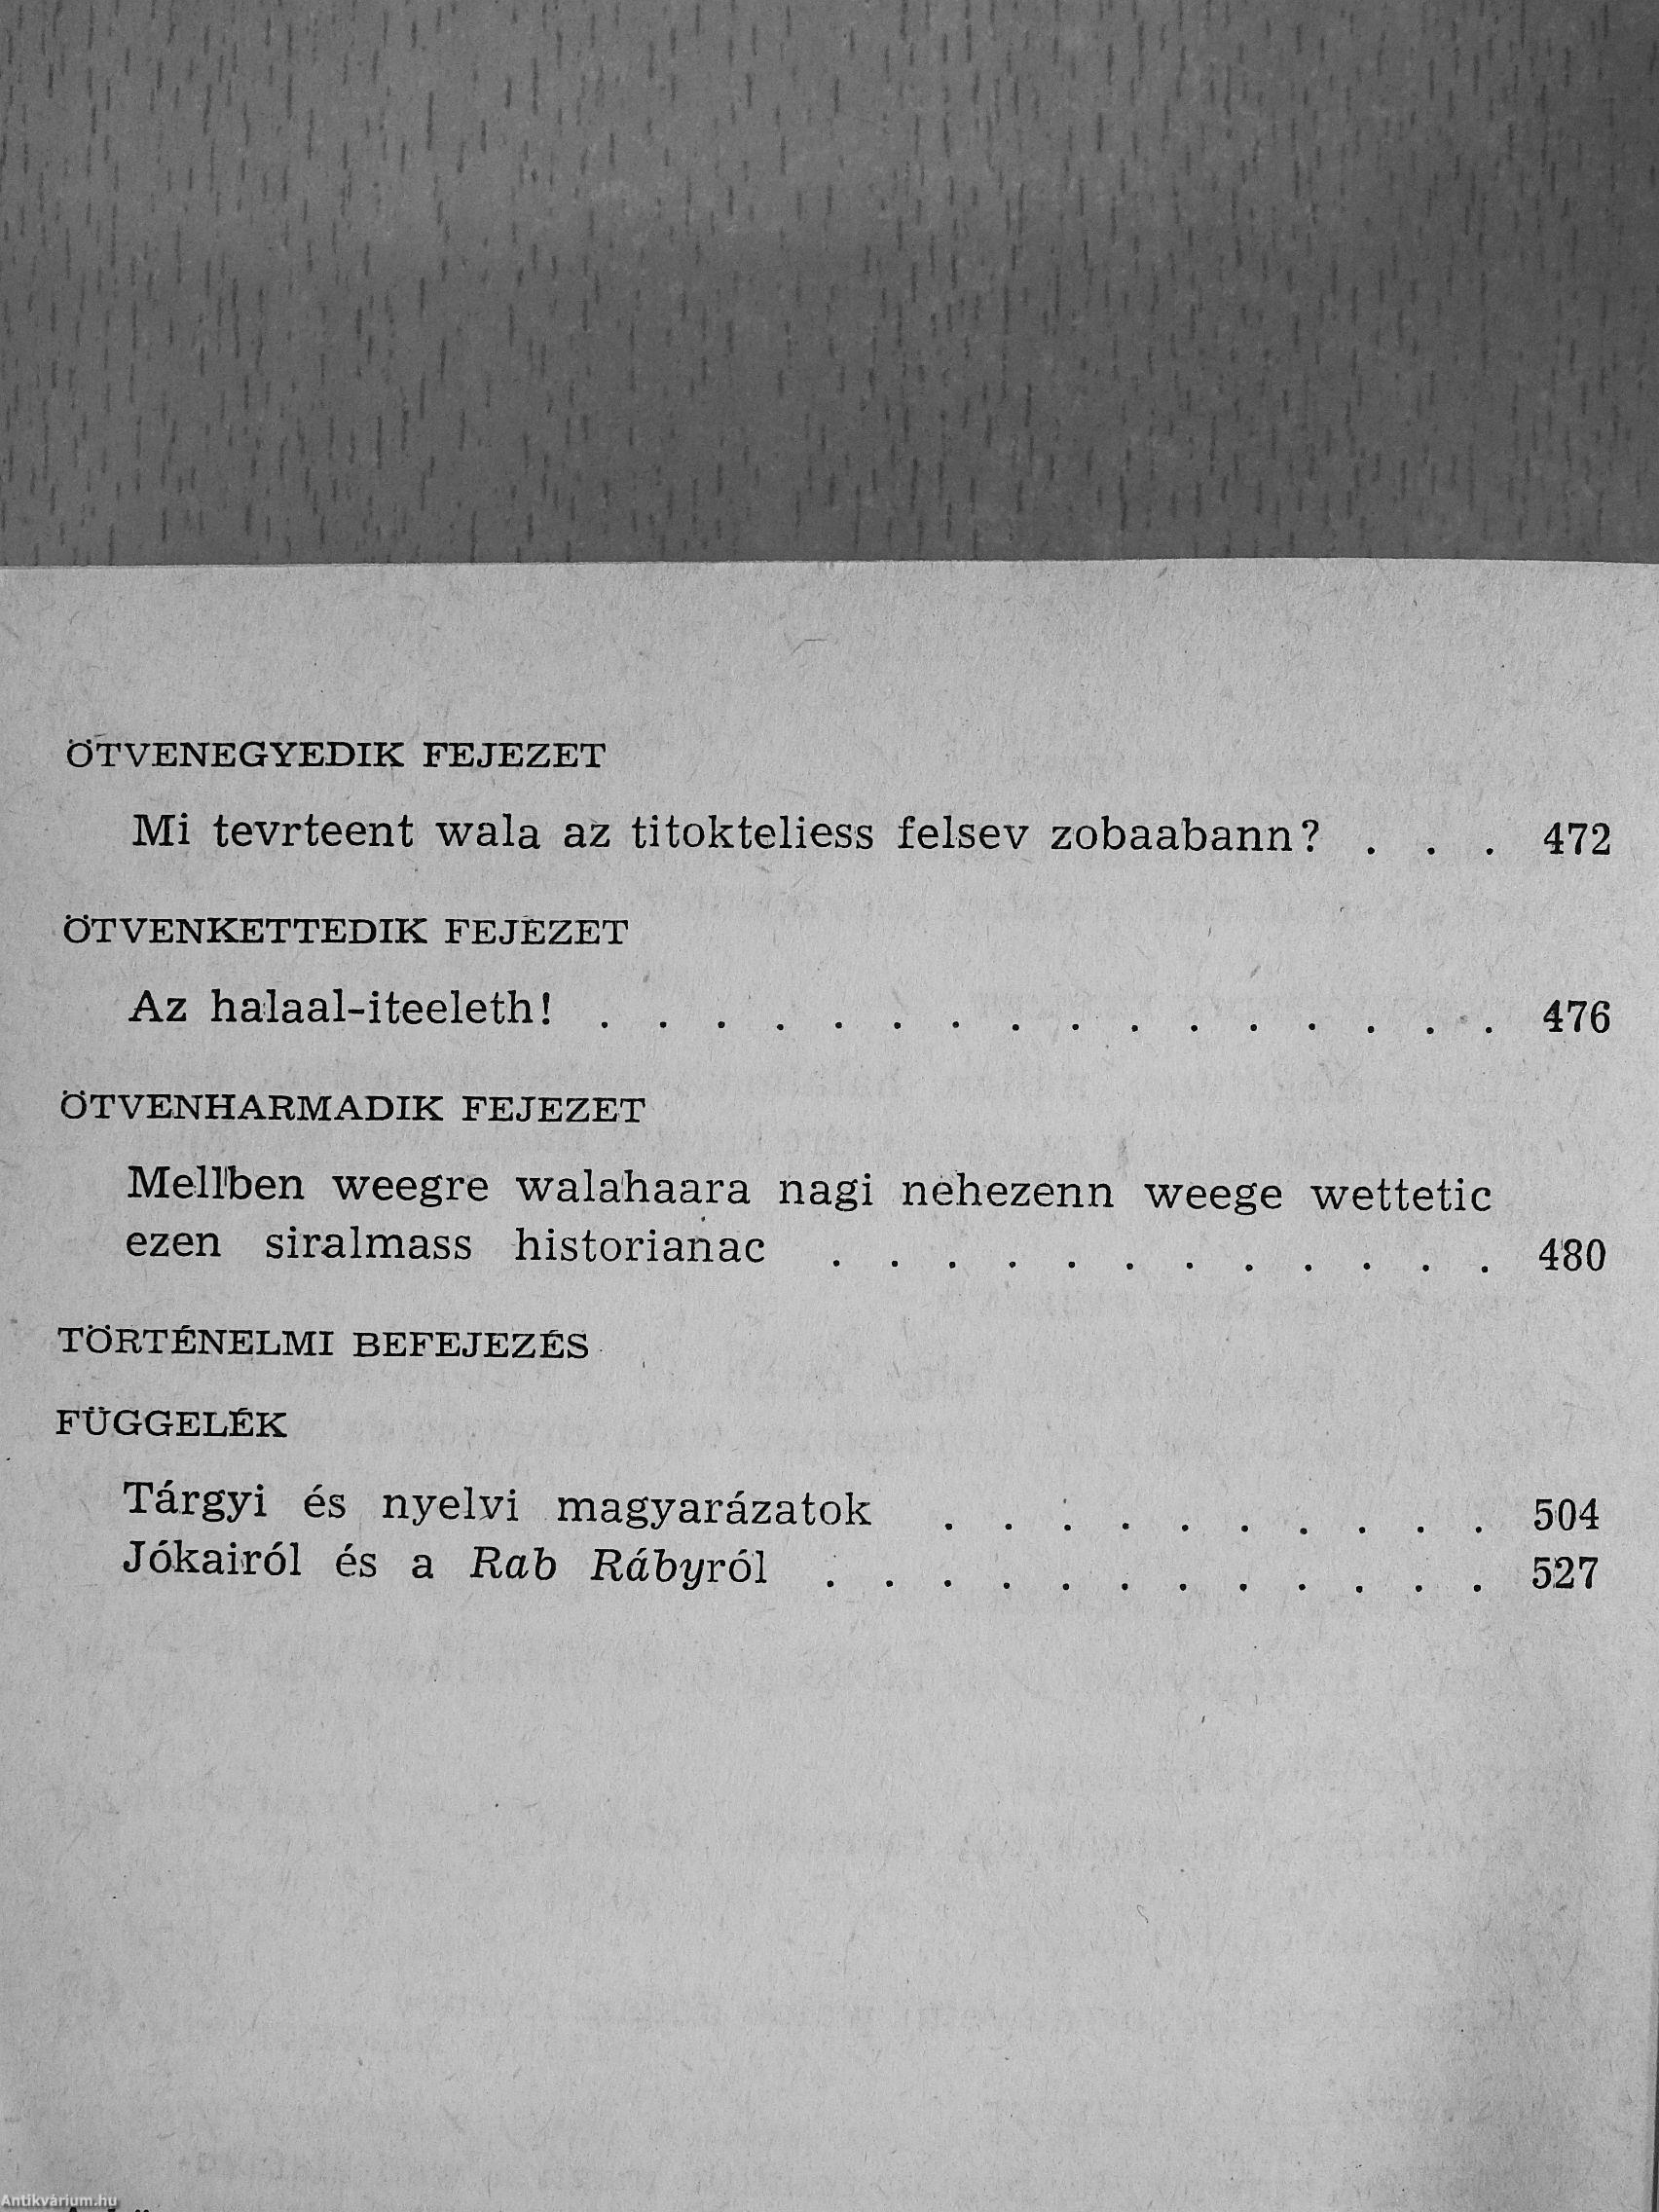 ÖTVENEGYEDIK FEJEZET
Mi tevrteent wala az titokteliess felsev zobaabann? . . . 472
ÖTVENKETTEDIK FEJEZET
Az halaal-iteeleth! . . . . . . . . . . . . . . . . 476
ÖTVENHARMADIK FEJEZET
Mellben weegre walahaara nagi nehezenn weege wettetic
ezen siralmass historianac . . . . . . . . . . . . 480
TÖRTÉNELMI BEFEJEZÉS
FÜGGELÉK
Tárgyi és nyelvi magyarázatok . . . . . . . . . . 504
Jókairól és a Rab Rábyról . . . . . . . . . . . . 527
Antikvárium.hu